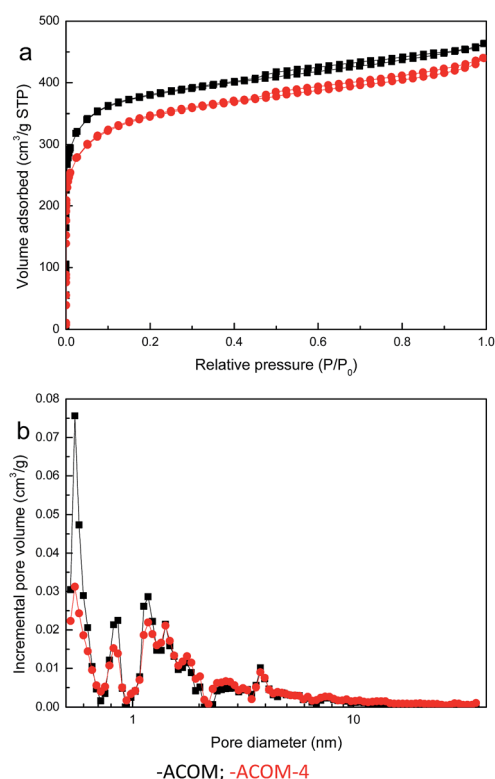 a
500
400
300
200
100
0
Volume adsorbed (cm³/g STP)
0.0 0.2 0.4 0.6 0.8 1.0
Relative pressure (P/P₀)
b
0.08
0.07
0.06
0.05
0.04
0.03
0.02
0.01
0.00
Incremental pore volume (cm³/g)
1 10
Pore diameter (nm)
-ACOM; -ACOM-4